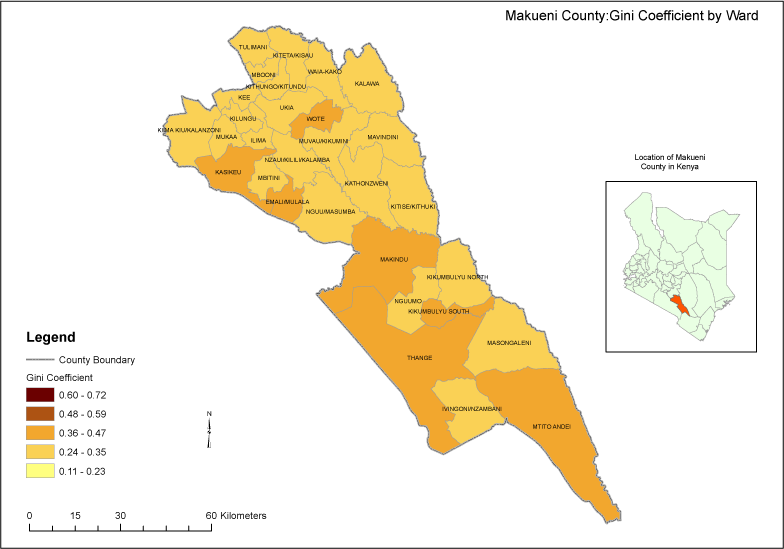 Makueni County:Gini Coefficient by Ward
TULIMANI
KITETA/KISAU
WAIA-KAKO
MBOONI
KALAWA
KITHUNGO/KITUNDU
KEE
UKIA
KILUNGU
WOTE
KIIMA KIU/KALANZONI
MUKAA
ILIMA
MUVAU/KIKUMINI
MAVINDINI
NZAUI/KILILI/KALAMBA
KASIKEU
MBITINI
KATHONZWENI
EMALI/MULALA
NGUU/MASUMBA
KITISE/KITHUKI
MAKINDU
KIKUMBULYU NORTH
NGUUMO
KIKUMBULYU SOUTH
MASONGALENI
THANGE
IVINGONI/NZAMBANI
MTITO ANDEI
Location of Makueni
County in Kenya
Legend
County Boundary
Gini Coefficient
0.60 - 0.72
0.48 - 0.59
0.36 - 0.47
0.24 - 0.35
0.11 - 0.23
N
0 15 30 60 Kilometers